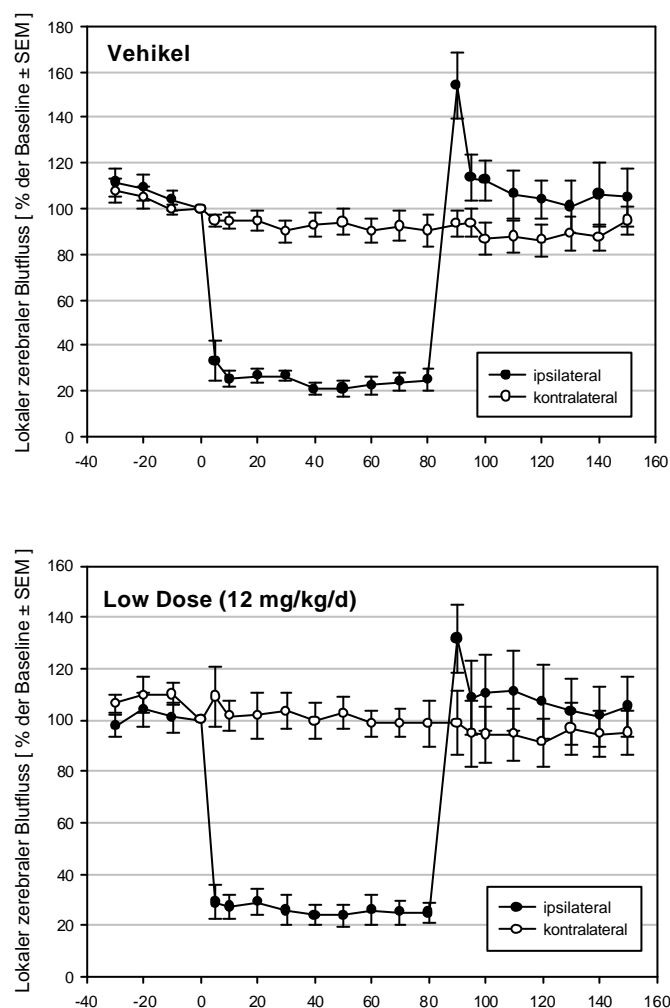 Lokaler zerebraler Blutfluss [ % der Baseline ± SEM ]
180
160
140
120
100
80
60
40
20
0
Vehikel
ipsilateral
kontralateral
-40 -20 0 20 40 60 80 100 120 140 160
Lokaler zerebraler Blutfluss [ % der Baseline ± SEM ]
160
140
120
100
80
60
40
20
0
Low Dose (12 mg/kg/d)
ipsilateral
kontralateral
-40 -20 0 20 40 60 80 100 120 140 160